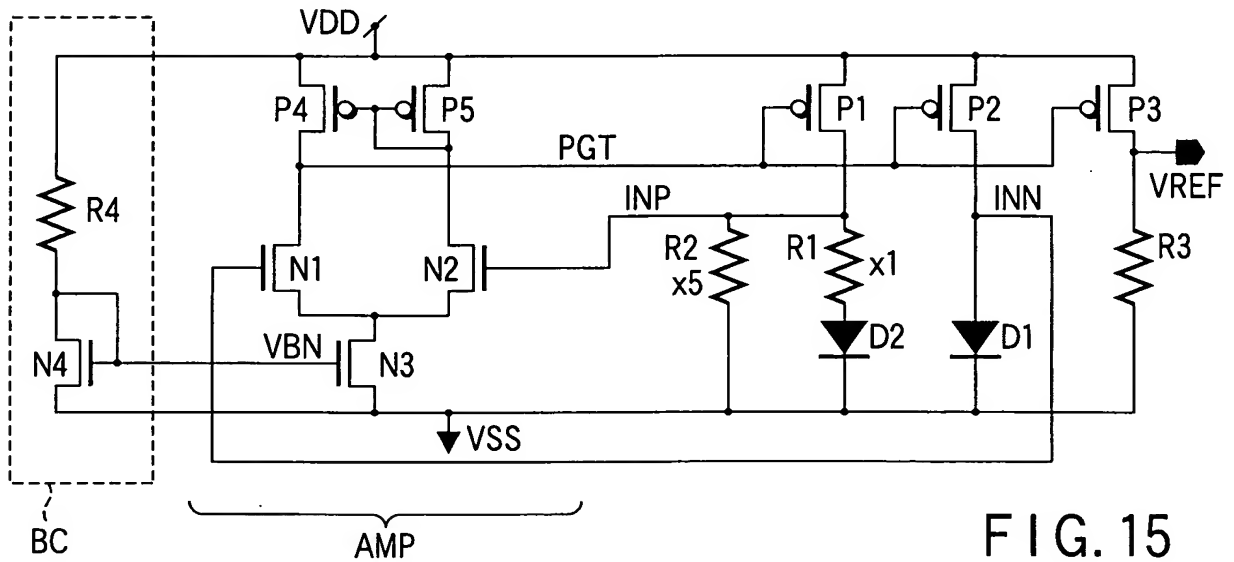 VDD
P4
P5
P1
P2
P3
PGT
VREF
R4
INP
INN
R2
x5
R1
x1
R3
N1
N2
N4
VBN
N3
D2
D1
VSS
BC
AMP
FIG. 15